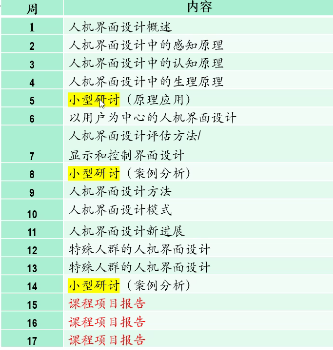 周 内容
1 人机界面设计概述
2 人机界面设计中的感知原理
3 人机界面设计中的认知原理
4 人机界面设计中的生理原理
5 小型研讨（原理应用）
6 以用户为中心的人机界面设计
人机界面设计评估方法/
7 显示和控制界面设计
8 小型研讨（案例分析）
9 人机界面设计方法
10 人机界面设计模式
11 人机界面设计新进展
12 特殊人群的人机界面设计
13 特殊人群的人机界面设计
14 小型研讨（案例分析）
15 课程项目报告
16 课程项目报告
17 课程项目报告